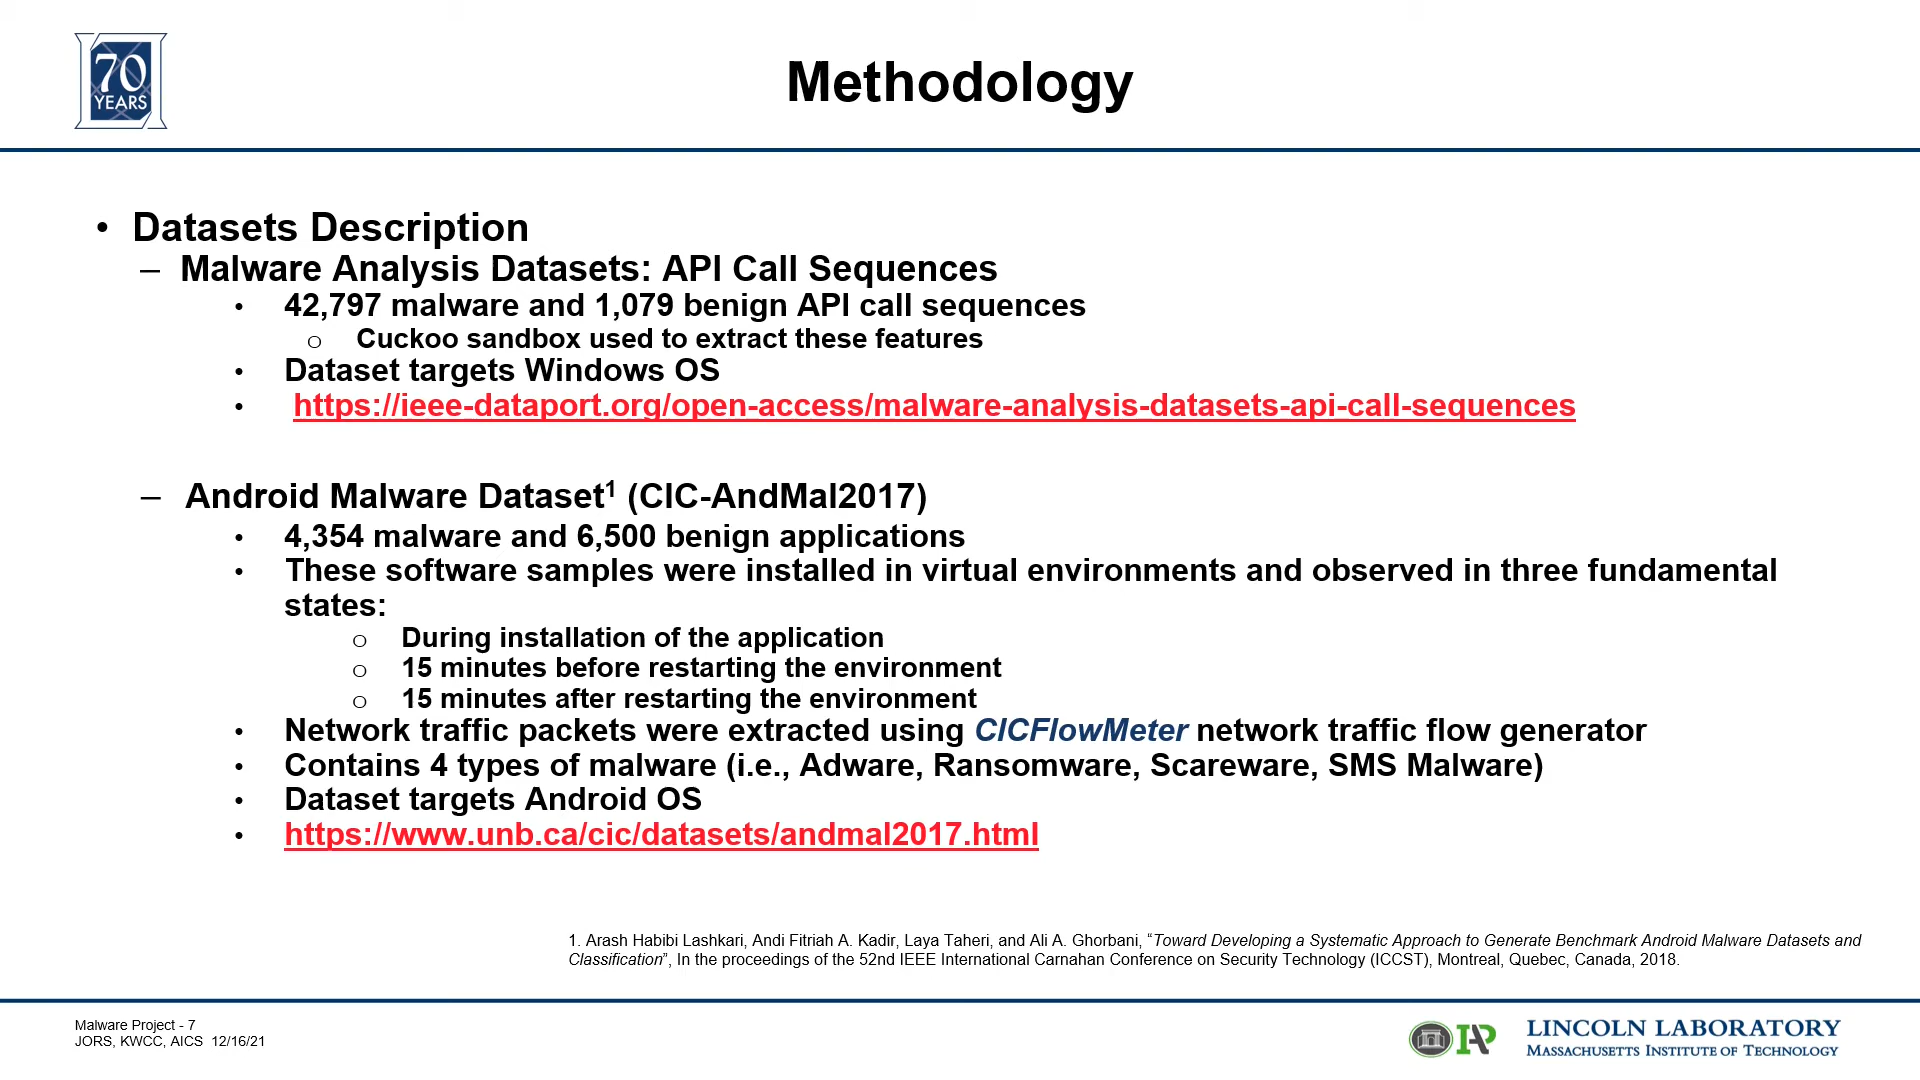 70
YEARS
Methodology
• Datasets Description
– Malware Analysis Datasets: API Call Sequences
• 42,797 malware and 1,079 benign API call sequences
o Cuckoo sandbox used to extract these features
• Dataset targets Windows OS
• https://ieee-dataport.org/open-access/malware-analysis-datasets-api-call-sequences
– Android Malware Dataset¹ (CIC-AndMal2017)
• 4,354 malware and 6,500 benign applications
• These software samples were installed in virtual environments and observed in three fundamental
states:
o During installation of the application
o 15 minutes before restarting the environment
o 15 minutes after restarting the environment
• Network traffic packets were extracted using CICFlowMeter network traffic flow generator
• Contains 4 types of malware (i.e., Adware, Ransomware, Scareware, SMS Malware)
• Dataset targets Android OS
• https://www.unb.ca/cic/datasets/andmal2017.html
1. Arash Habibi Lashkari, Andi Fitriah A. Kadir, Laya Taheri, and Ali A. Ghorbani, “Toward Developing a Systematic Approach to Generate Benchmark Android Malware Datasets and
Classification”, In the proceedings of the 52nd IEEE International Carnahan Conference on Security Technology (ICCST), Montreal, Quebec, Canada, 2018.
Malware Project - 7
JORS, KWCC, AICS 12/16/21
IA
LINCOLN LABORATORY
MASSACHUSETTS INSTITUTE OF TECHNOLOGY